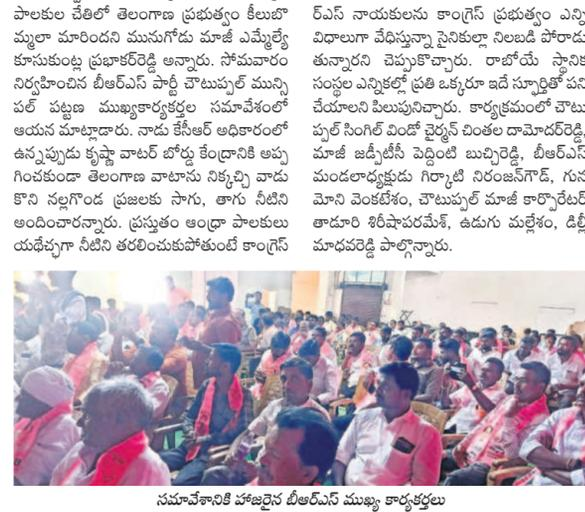 పాలకుల చేతిలో తెలంగాణ ప్రభుత్వం కీలుబొ
మ్మలా మారిందని మునుగోడు మాజీ ఎమ్మేల్యే
కూసుకుంట్ల ప్రభాకర్‌రెడ్డి అన్నారు. సోమవారం
నిర్వహించిన బీఆర్ఎస్ పార్టీ చౌటుప్పల్ మున్సి
పల్ పట్టణ ముఖ్యకార్యకర్తల సమావేశంలో
ఆయన మాట్లాడారు. నాడు కేసీఆర్ అధికారంలో
ఉన్నప్పుడు కృష్ణా వాటర్ బోర్డు కేంద్రానికి అప్ప
గించకుండా తెలంగాణ వాటాను నిక్కచ్చి వాడు
కొని నల్లగొండ ప్రజలకు సాగు, తాగు నీటిని
అందించారన్నారు. ప్రస్తుతం ఆంధ్రా పాలకులు
యథేచ్ఛగా నీటిని తరలించుకుపోతుంటే కాంగ్రెస్
ర్ఎస్ నాయకులను కాంగ్రెస్ ప్రభుత్వం ఎన్ని
విధాలుగా వేధిస్తున్నా సైనికుల్లా నిలబడి పోరాడు
తున్నారని చెప్పుకొచ్చారు. రాబోయే స్థానిక
సంస్థల ఎన్నికల్లో ప్రతి ఒక్కరూ ఇదే స్ఫూర్తితో పని
చేయాలని పిలుపునిచ్చారు. కార్యక్రమంలో చౌటు
ప్పల్ సింగిల్ విండో చైర్మన్ చింతల దామోదర్‌రెడ్డి,
మాజీ జడ్పీటీసీ పెద్దింటి బుచ్చిరెడ్డి, బీఆర్ఎస్
మండలాధ్యక్షుడు గిర్కాటి నిరంజన్‌గౌడ్, గున
మోని వెంకటేశం, చౌటుప్పల్ మాజీ కార్పొరేటర్
తాడూరి శిరీషాపరమేశ్, ఉడుగు మల్లేశం, ఢిల్లీ
మాధవరెడ్డి పాల్గొన్నారు.
సమావేశానికి హాజరైన బీఆర్ఎస్ ముఖ్య కార్యకర్తలు